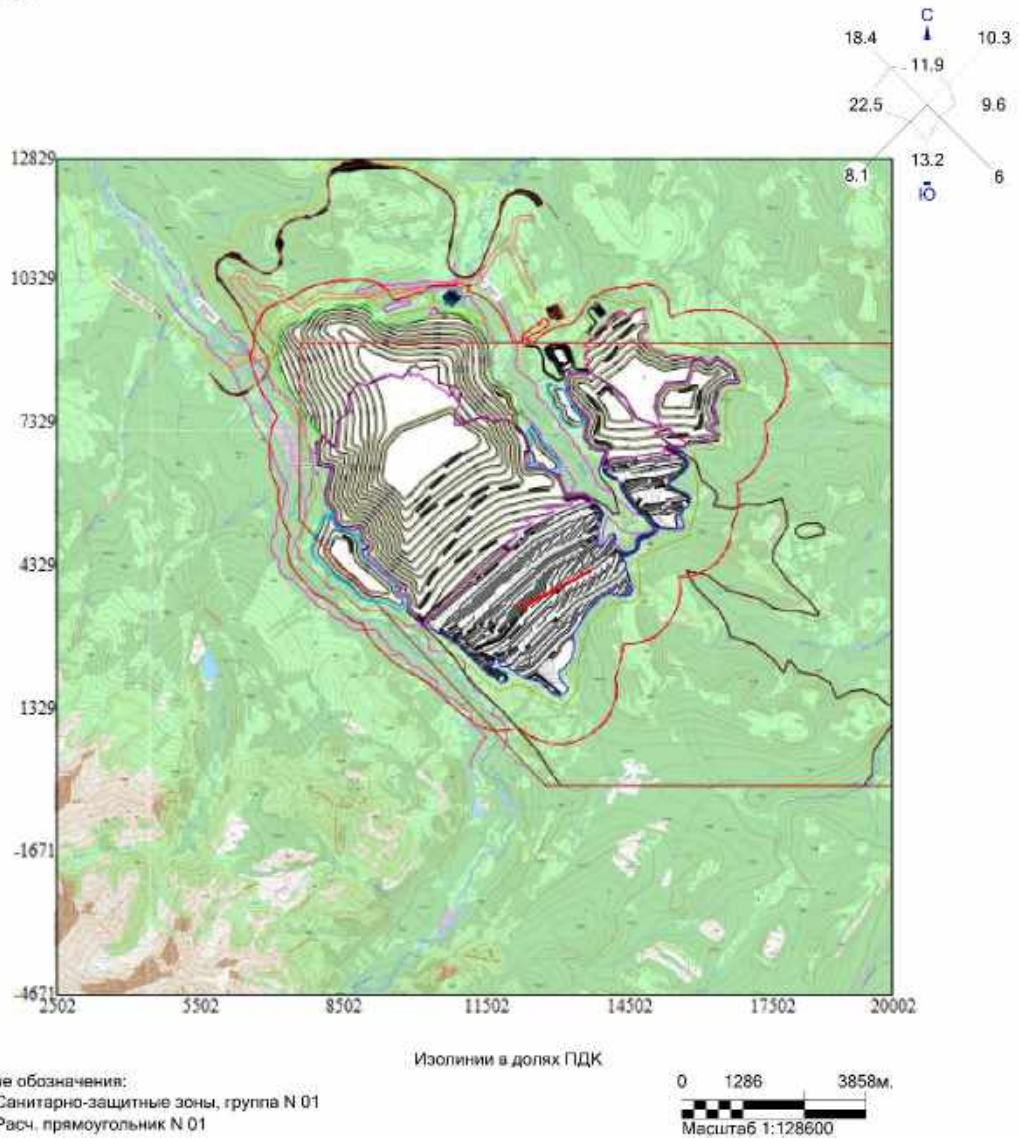 С
18.4
10.3
11.9
22.5
9.6
13.2
8.1
6
Ю
12829
10329
7329
4329
1329
-1671
-4671
2502 5502 8502 11502 14502 17502 20002
Изолинии в долях ПДК
обозначения:
Санитарно-защитные зоны, группа N 01
Расч. прямоугольник N 01
0 1286 3858м.
Масштаб 1:128600